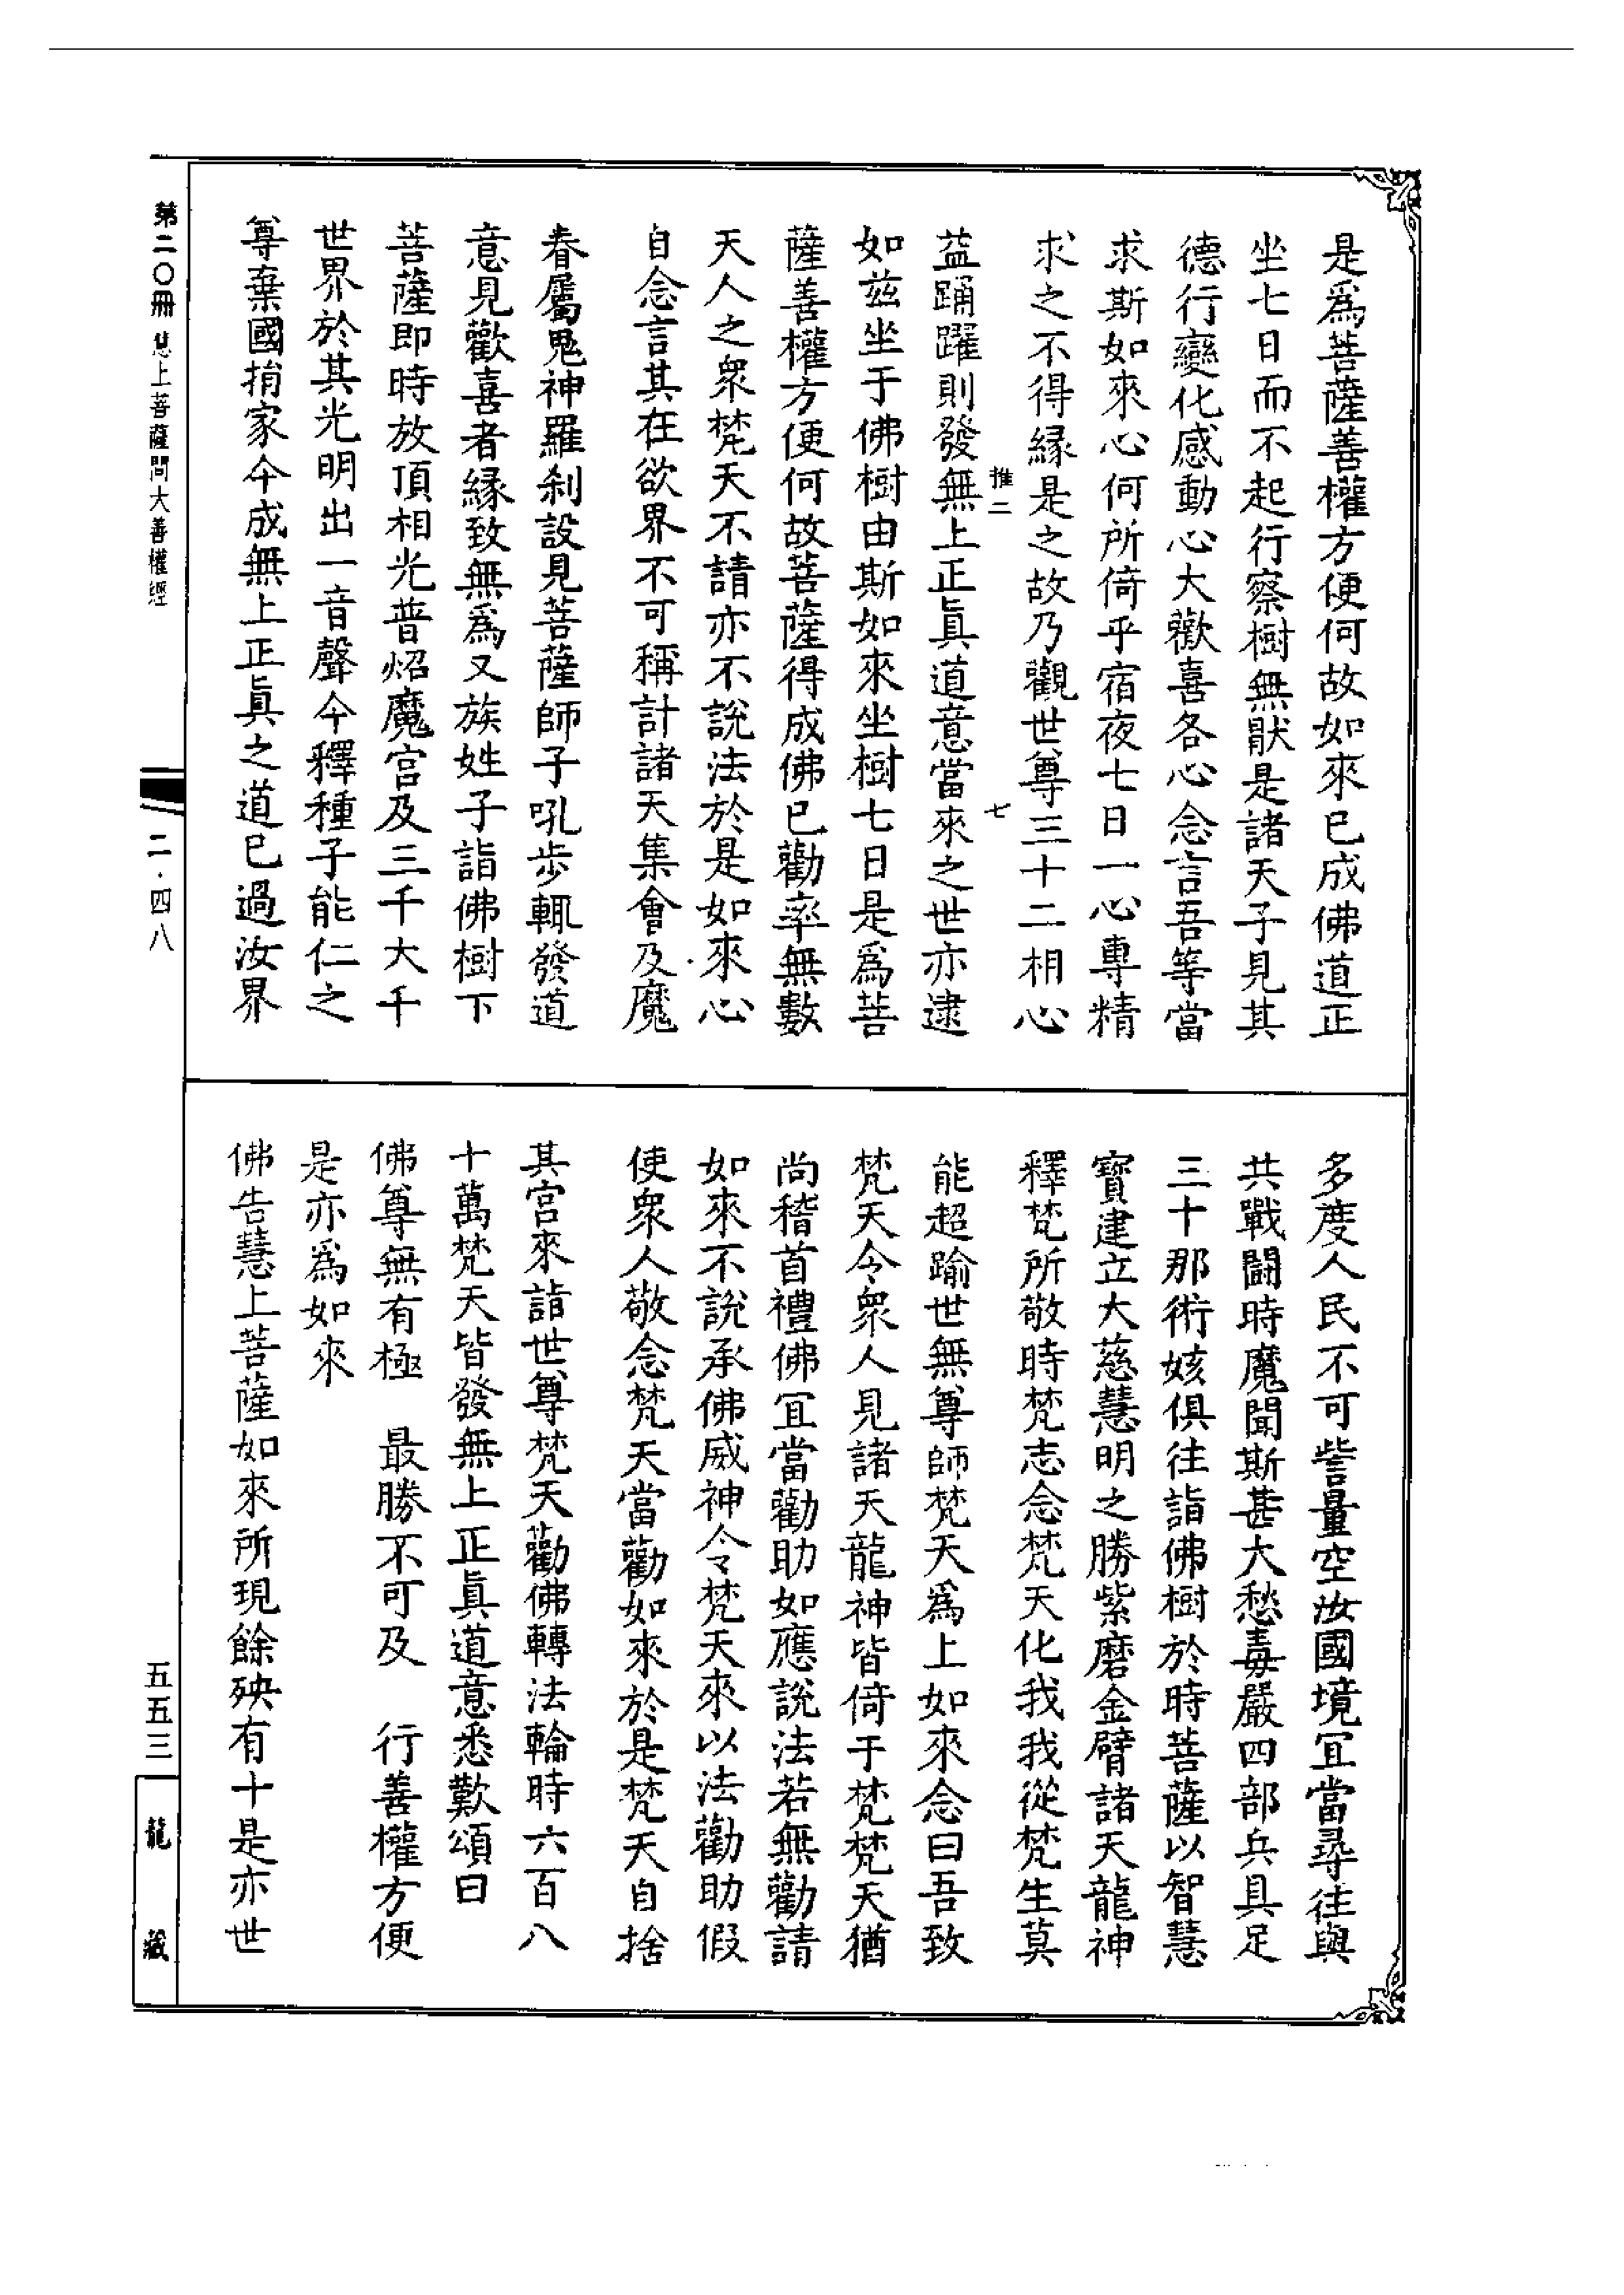 是爲菩薩善權方便何故如來已成佛道正
坐七日而不起行察樹無猒是諸天子見其
德行變化感動心大歡喜各心念言吾等當
求斯如來心何所倚乎宿夜七日一心專精
求之不得緣是之故乃觀世尊三十二相心
推二　七
益踊躍則發無上正眞道意當來之世亦逮
如兹坐于佛樹由斯如來坐樹七日是爲菩
薩善權方便何故菩薩得成佛已勸率無數
天人之衆梵天不請亦不說法於是如來心
自念言其在欲界不可稱計諸天集會及魔
眷屬鬼神羅刹設見菩薩師子吼步輒發道
意見歡喜者緣致無爲又族姓子詣佛樹下
菩薩即時放頂相光普炤魔宫及三千大千
世界於其光明出一音聲今釋種子能仁之
尊棄國捐家今成無上正眞之道已過汝界
多度人民不可訾量空汝國境宜當尋往與
共戰鬭時魔聞斯甚大愁毒嚴四部兵具足
三十那術姟俱往詣佛樹於時菩薩以智慧
寶建立大慈慧明之勝紫磨金臂諸天龍神
釋梵所敬時梵志念梵天化我我從梵生莫
能超踰世無尊師梵天爲上如來念曰吾致
梵天令衆人見諸天龍神皆倚于梵梵天猶
尚稽首禮佛宜當勸助如應說法若無勸請
如來不說承佛威神令梵天來以法勸助假
使衆人敬念梵天當勸如來於是梵天自捨
其宮來詣世尊梵天勸佛轉法輪時六百八
十萬梵天皆發無上正眞道意悉歎頌曰
佛尊無有極　最勝不可及　行善權方便
是亦爲如來
佛告慧上菩薩如來所現餘殃有十是亦世
第二〇冊 慧上菩薩問大善權經
二·四八
五五三
龍藏